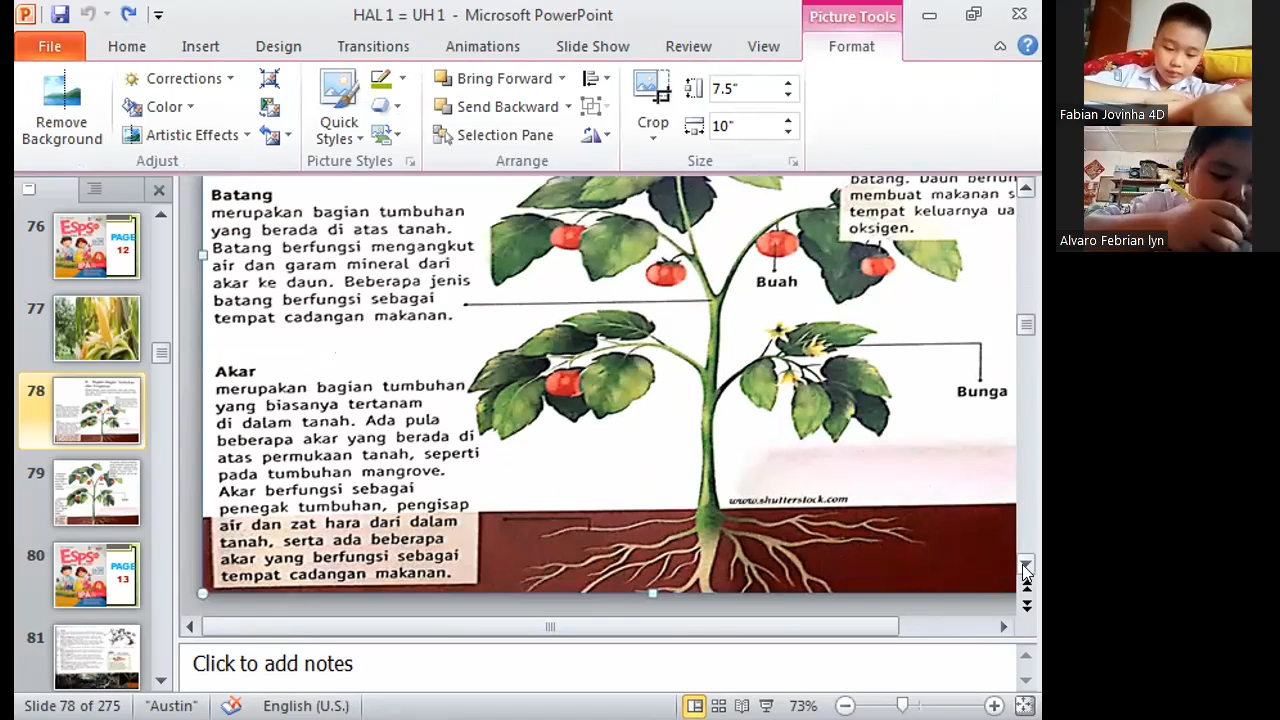 HAL 1 = UH 1 - Microsoft PowerPoint
Picture Tools
File
Home
Insert
Design
Transitions
Animations
Slide Show
Review
View
Format
Remove
Background
Corrections
Color
Artistic Effects
Adjust
Quick
Styles
Picture Styles
Bring Forward
Send Backward
Selection Pane
Arrange
Crop
7.5"
10"
Size
76
PAGE
12
77
78
79
80
PAGE
13
81
Batang
merupakan bagian tumbuhan
yang berada di atas tanah.
Batang berfungsi mengangkut
air dan garam mineral dari
akar ke daun. Beberapa jenis
batang berfungsi sebagai
tempat cadangan makanan.
Akar
merupakan bagian tumbuhan
yang biasanya tertanam
di dalam tanah. Ada pula
beberapa akar yang berada di
atas permukaan tanah, seperti
pada tumbuhan mangrove.
Akar berfungsi sebagai
penegak tumbuhan, pengisap
air dan zat hara dari dalam
tanah, serta ada beberapa
akar yang berfungsi sebagai
tempat cadangan makanan.
batang. Daun berfun
membuat makanan s
tempat keluarnya ua
oksigen.
Buah
Bunga
www.shutterstock.com
Click to add notes
Slide 78 of 275
"Austin"
English (U.S.)
73%
Fabian Jovinha 4D
Alvaro Febrian lyn